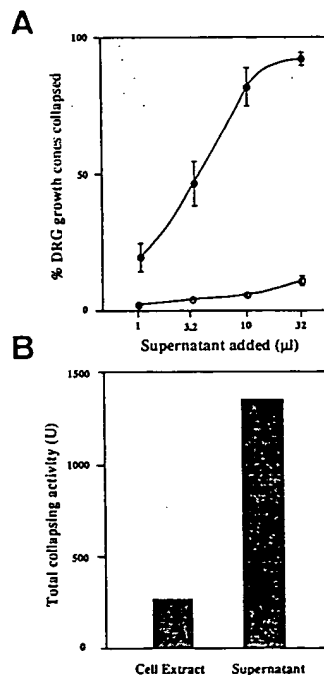 A
100
50
0
% DRG growth cones collapsed
1 3.2 10 32
Supernatant added (μl)
B
1500
1000
500
0
Total collapsing activity (U)
Cell Extract Supernatant